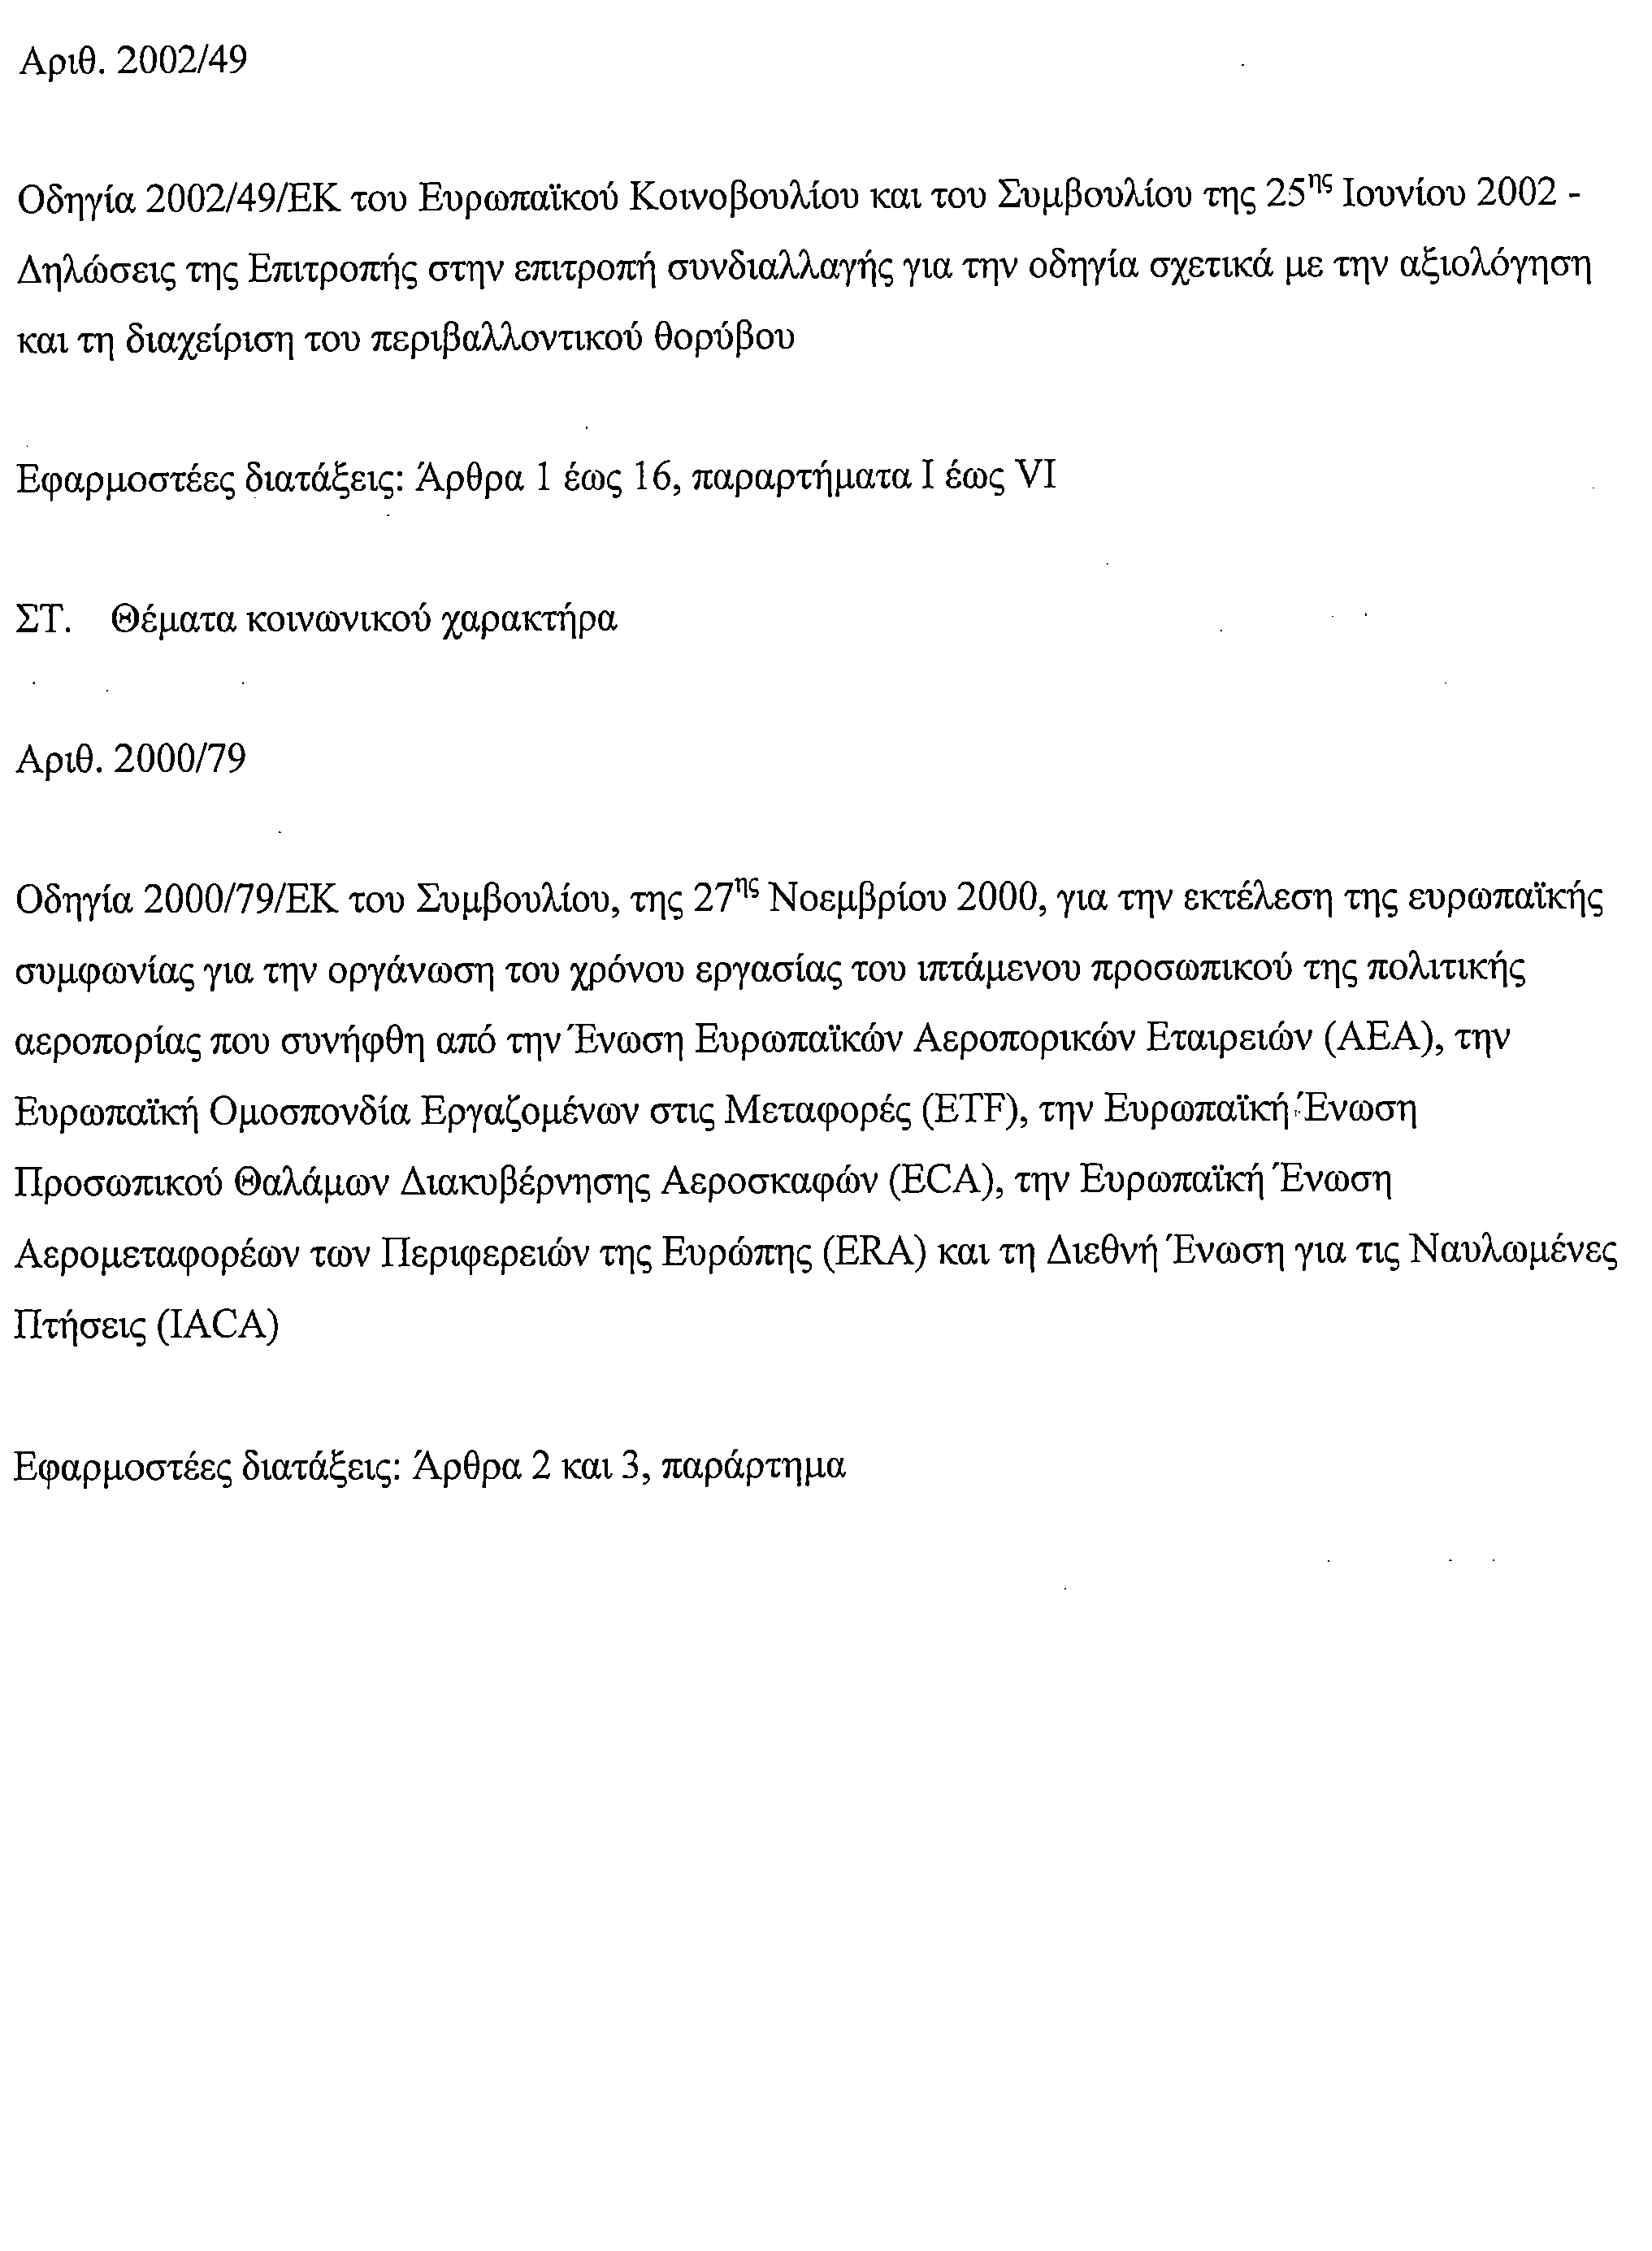 Αριθ. 2002/49
Οδηγία 2002/49/ΕΚ του Ευρωπαϊκού Κοινοβουλίου και του Συμβουλίου της 25ης Ιουνίου 2002 -
Δηλώσεις της Επιτροπής στην επιτροπή συνδιαλλαγής για την οδηγία σχετικά με την αξιολόγηση
και τη διαχείριση του περιβαλλοντικού θορύβου
Εφαρμοστέες διατάξεις: Άρθρα 1 έως 16, παραρτήματα Ι έως VI
ΣΤ. Θέματα κοινωνικού χαρακτήρα
Αριθ. 2000/79
Οδηγία 2000/79/ΕΚ του Συμβουλίου, της 27ης Νοεμβρίου 2000, για την εκτέλεση της ευρωπαϊκής
συμφωνίας για την οργάνωση του χρόνου εργασίας του ιπτάμενου προσωπικού της πολιτικής
αεροπορίας που συνήφθη από την Ένωση Ευρωπαϊκών Αεροπορικών Εταιρειών (AEA), την
Ευρωπαϊκή Ομοσπονδία Εργαζομένων στις Μεταφορές (ETF), την Ευρωπαϊκή Ένωση
Προσωπικού Θαλάμων Διακυβέρνησης Αεροσκαφών (ECA), την Ευρωπαϊκή Ένωση
Αερομεταφορέων των Περιφερειών της Ευρώπης (ERA) και τη Διεθνή Ένωση για τις Ναυλωμένες
Πτήσεις (IACA)
Εφαρμοστέες διατάξεις: Άρθρα 2 και 3, παράρτημα